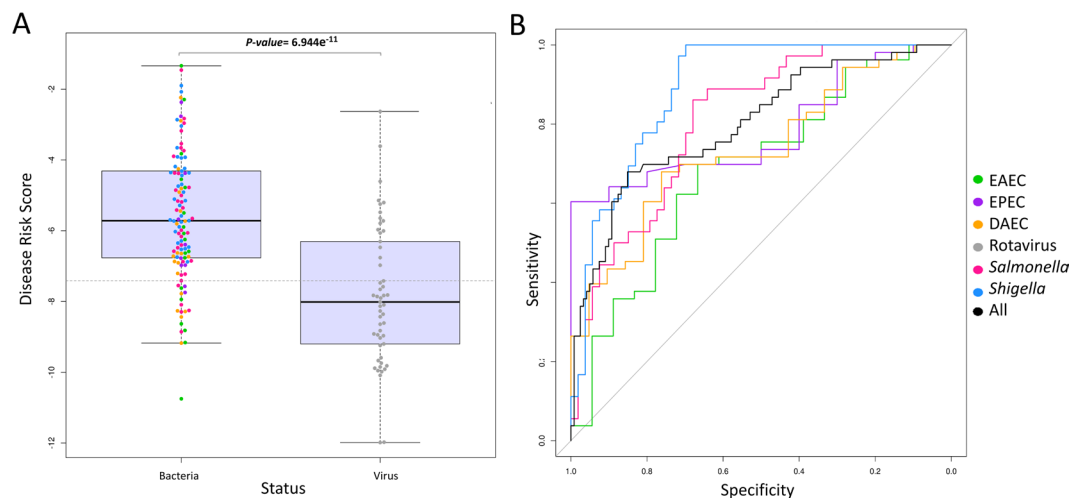 A
P-value= 6.944e⁻¹¹
Disease Risk Score
-2
-4
-6
-8
-10
-12
Bacteria
Virus
Status
B
Sensitivity
1.0
0.8
0.0
1.0 0.8 0.6 0.4 0.2 0.0
Specificity
EAEC
EPEC
DAEC
Rotavirus
Salmonella
Shigella
All